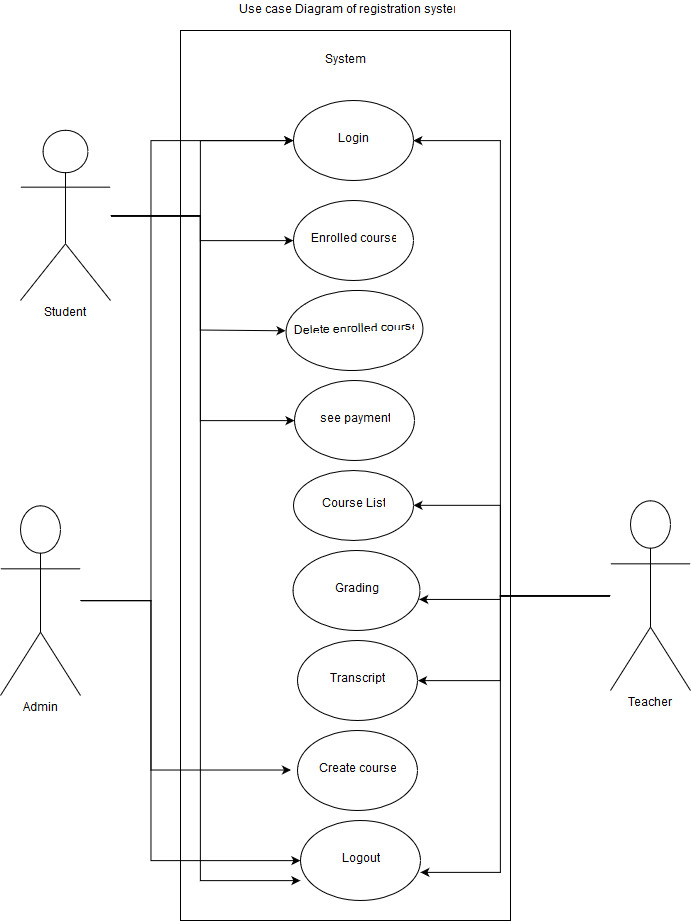 Use case Diagram of registration syster
System
Login
Enrolled course
Delete enrolled course
Student
see payment
Course List
Grading
Transcript
Teacher
Admin
Create course
Logout